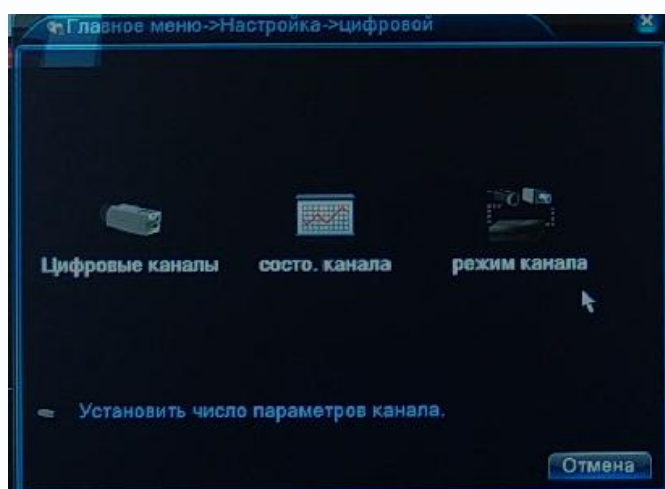 Главное меню->Настройка->цифровой
Цифровые каналы
состо. канала
режим канала
Установить число параметров канала.
Отмена